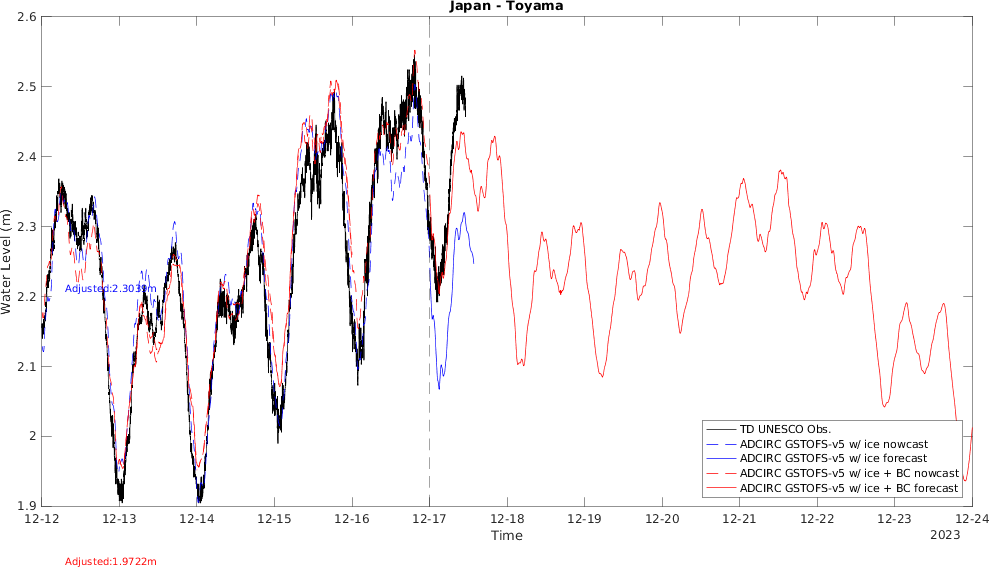 Japan - Toyama
Water Level (m)
2.6
2.5
2.4
2.3
2.2
2.1
2
1.9
Adjusted:2.3039m
TD UNESCO Obs.
ADCIRC GSTOFS-v5 w/ ice nowcast
ADCIRC GSTOFS-v5 w/ ice forecast
ADCIRC GSTOFS-v5 w/ ice + BC nowcast
ADCIRC GSTOFS-v5 w/ ice + BC forecast
12-12 12-13 12-14 12-15 12-16 12-17 12-18 12-19 12-20 12-21 12-22 12-23 12-24
Time
2023
Adjusted:1.9722m